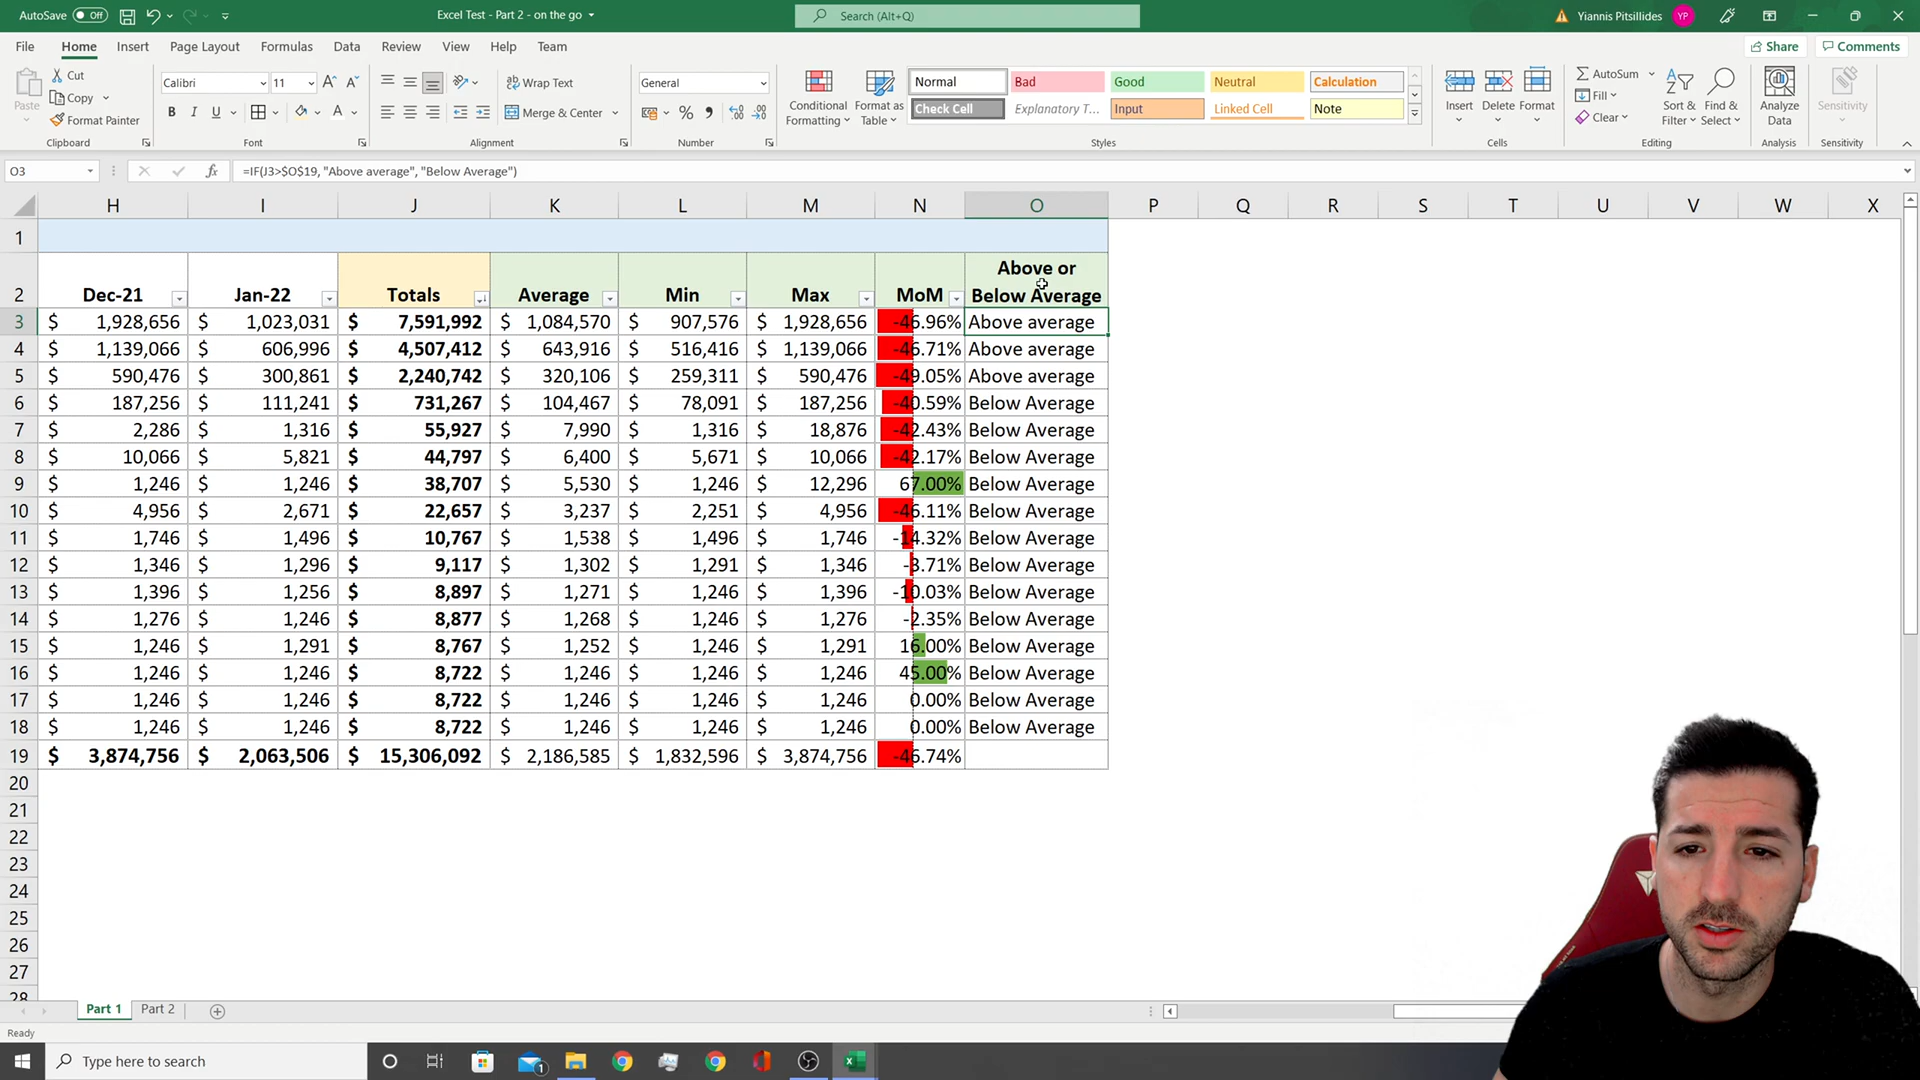 AutoSave Off Excel Test - Part 2 - on the go Search (Alt+Q) Yiannis Pitsillides YP
File Home Insert Page Layout Formulas Data Review View Help Team Share Comments
Paste Cut Copy Format Painter Clipboard
Calibri 11 B I U A Font
Wrap Text Merge & Center Alignment
General % Number
Conditional Formatting Format as Table Normal Bad Good Neutral Calculation
Check Cell Explanatory T... Input Linked Cell Note Styles
Insert Delete Format Cells
AutoSum Fill Clear Sort & Filter Find & Select Editing
Analyze Data Analysis
Sensitivity Sensitivity
O3 fx =IF(J3>$O$19, "Above average", "Below Average")
H I J K L M N O P Q R S T U V W X
1
Above or
2 Dec-21 Jan-22 Totals Average Min Max MoM Below Average
3 $ 1,928,656 $ 1,023,031 $ 7,591,992 $ 1,084,570 $ 907,576 $ 1,928,656 -46.96% Above average
4 $ 1,139,066 $ 606,996 $ 4,507,412 $ 643,916 $ 516,416 $ 1,139,066 -46.71% Above average
5 $ 590,476 $ 300,861 $ 2,240,742 $ 320,106 $ 259,311 $ 590,476 -49.05% Above average
6 $ 187,256 $ 111,241 $ 731,267 $ 104,467 $ 78,091 $ 187,256 -40.59% Below Average
7 $ 2,286 $ 1,316 $ 55,927 $ 7,990 $ 1,316 $ 18,876 -42.43% Below Average
8 $ 10,066 $ 5,821 $ 44,797 $ 6,400 $ 5,671 $ 10,066 -42.17% Below Average
9 $ 1,246 $ 1,246 $ 38,707 $ 5,530 $ 1,246 $ 12,296 67.00% Below Average
10 $ 4,956 $ 2,671 $ 22,657 $ 3,237 $ 2,251 $ 4,956 -46.11% Below Average
11 $ 1,746 $ 1,496 $ 10,767 $ 1,538 $ 1,496 $ 1,746 -14.32% Below Average
12 $ 1,346 $ 1,296 $ 9,117 $ 1,302 $ 1,291 $ 1,346 -3.71% Below Average
13 $ 1,396 $ 1,256 $ 8,897 $ 1,271 $ 1,246 $ 1,396 -10.03% Below Average
14 $ 1,276 $ 1,246 $ 8,877 $ 1,268 $ 1,246 $ 1,276 -2.35% Below Average
15 $ 1,246 $ 1,291 $ 8,767 $ 1,252 $ 1,246 $ 1,291 16.00% Below Average
16 $ 1,246 $ 1,246 $ 8,722 $ 1,246 $ 1,246 $ 1,246 45.00% Below Average
17 $ 1,246 $ 1,246 $ 8,722 $ 1,246 $ 1,246 $ 1,246 0.00% Below Average
18 $ 1,246 $ 1,246 $ 8,722 $ 1,246 $ 1,246 $ 1,246 0.00% Below Average
19 $ 3,874,756 $ 2,063,506 $ 15,306,092 $ 2,186,585 $ 1,832,596 $ 3,874,756 -46.74%
20
21
22
23
24
25
26
27
28
Part 1 Part 2
Ready
Type here to search 1